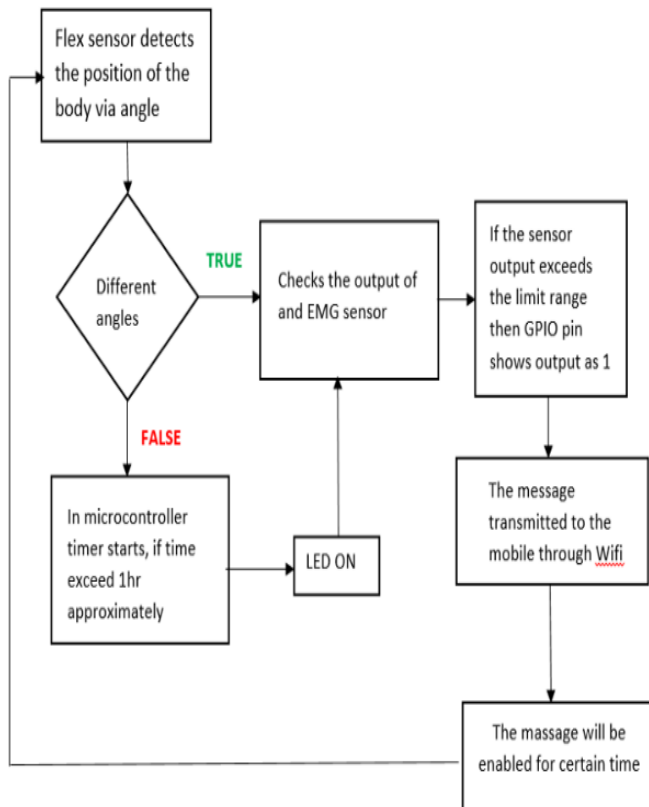 Flex sensor detects
the position of the
body via angle
Different
angles
TRUE
Checks the output of
and EMG sensor
If the sensor
output exceeds
the limit range
then GPIO pin
shows output as 1
FALSE
In microcontroller
timer starts, if time
exceed 1hr
approximately
LED ON
The message
transmitted to the
mobile through Wifi
The massage will be
enabled for certain time